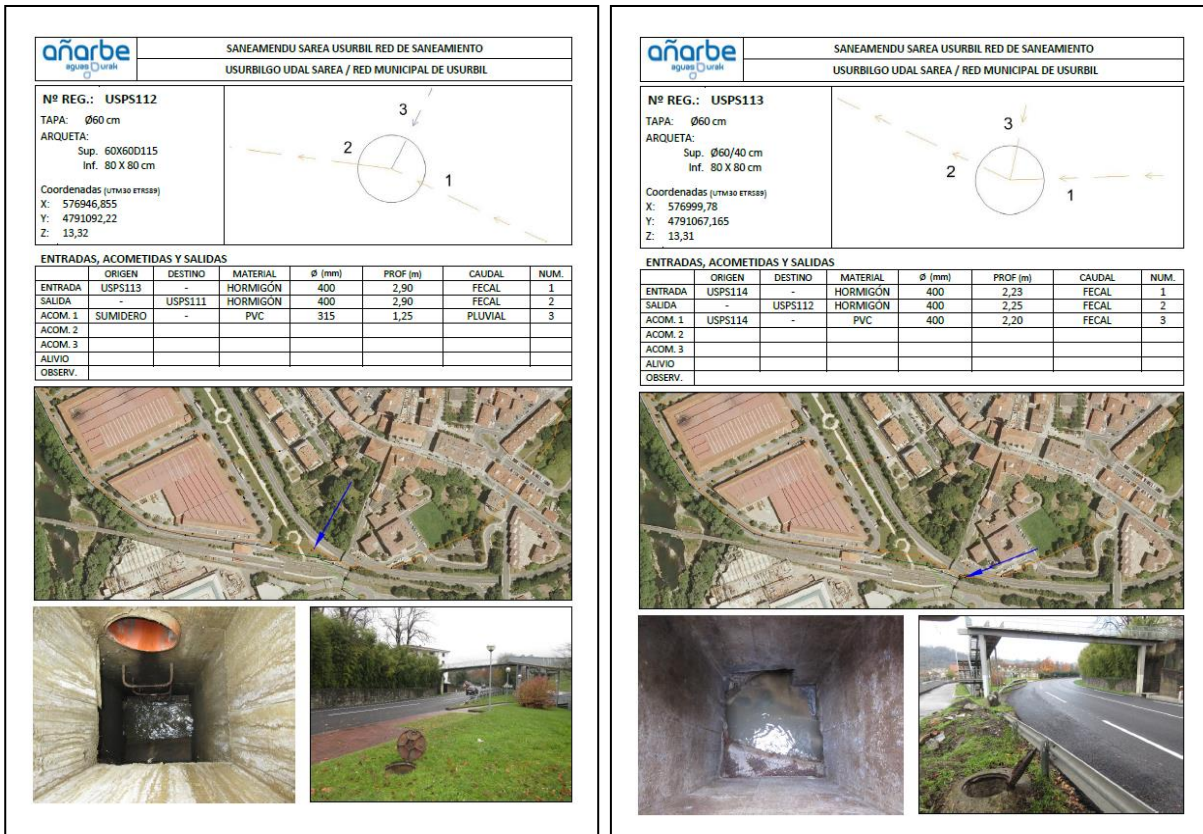 añarbe
aguas urak
SANEAMENDU SAREA USURBIL RED DE SANEAMIENTO
USURBILGO UDAL SAREA / RED MUNICIPAL DE USURBIL
Nº REG.: USPS112
TAPA: Ø60 cm
ARQUETA:
Sup. 60X60D115
Inf. 80 X 80 cm
Coordenadas (UTM30 ETRS89)
X: 576946,855
Y: 4791092,22
Z: 13,32
3
2
1
ENTRADAS, ACOMETIDAS Y SALIDAS
ORIGEN DESTINO MATERIAL Ø (mm) PROF (m) CAUDAL NUM.
ENTRADA USPS113 - HORMIGÓN 400 2,90 FECAL 1
SALIDA - USPS111 HORMIGÓN 400 2,90 FECAL 2
ACOM. 1 SUMIDERO - PVC 315 1,25 PLUVIAL 3
ACOM. 2
ACOM. 3
ALIVIO
OBSERV.
añarbe
aguas urak
SANEAMENDU SAREA USURBIL RED DE SANEAMIENTO
USURBILGO UDAL SAREA / RED MUNICIPAL DE USURBIL
Nº REG.: USPS113
TAPA: Ø60 cm
ARQUETA:
Sup. Ø60/40 cm
Inf. 80 X 80 cm
Coordenadas (UTM30 ETRS89)
X: 576999,78
Y: 4791067,165
Z: 13,31
3
2
1
ENTRADAS, ACOMETIDAS Y SALIDAS
ORIGEN DESTINO MATERIAL Ø (mm) PROF (m) CAUDAL NUM.
ENTRADA USPS114 - HORMIGÓN 400 2,23 FECAL 1
SALIDA - USPS112 HORMIGÓN 400 2,25 FECAL 2
ACOM. 1 USPS114 - PVC 400 2,20 FECAL 3
ACOM. 2
ACOM. 3
ALIVIO
OBSERV.